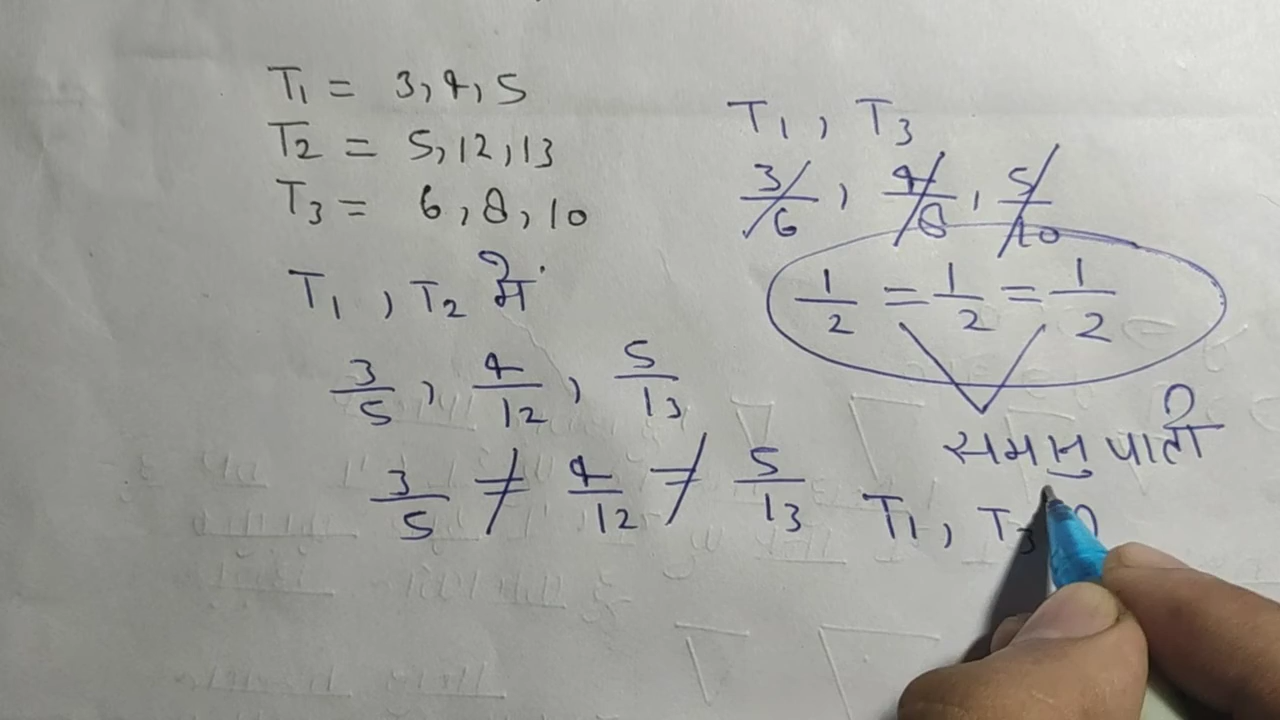 T1 = 3, 4, 5
T2 = 5, 12, 13
T3 = 6, 8, 10
T1 , T2 में
3/5 , 4/12 , 5/13
3/5 ≠ 4/12 ≠ 5/13
T1 , T3
3/6 , 4/8 , 5/10
1/2 = 1/2 = 1/2
समनुपाती
T1, T3